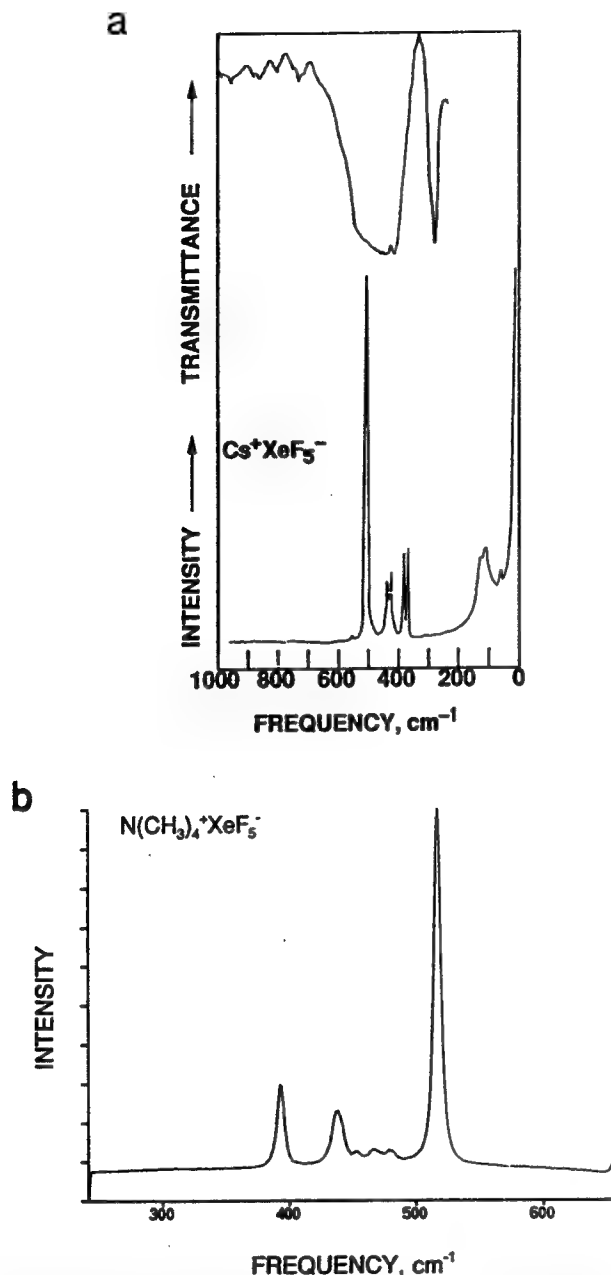 a
TRANSMITTANCE
INTENSITY
Cs⁺XeF₅⁻
1000 800 600 400 200 0
FREQUENCY, cm⁻¹
b
N(CH₃)₄⁺XeF₅⁻
INTENSITY
300 400 500 600
FREQUENCY, cm⁻¹